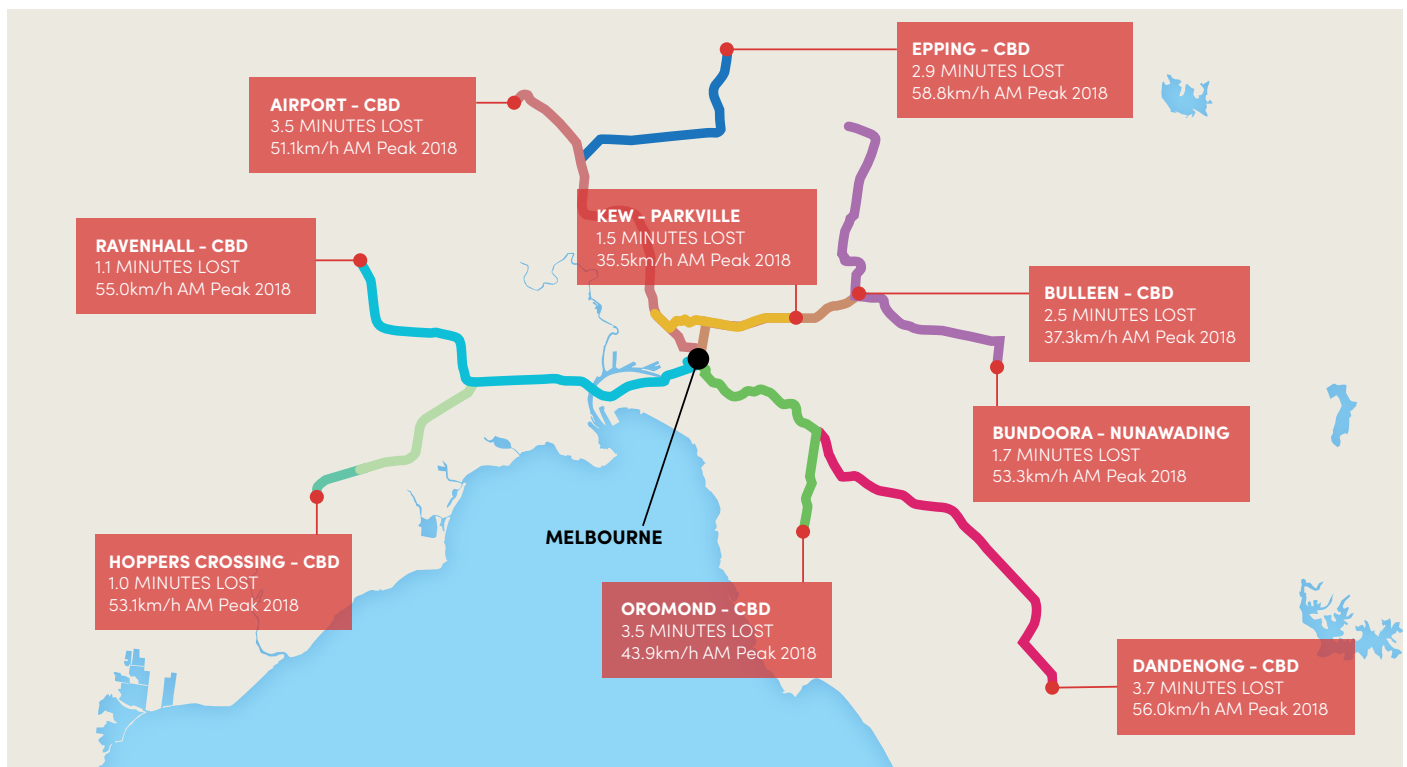 EPPING - CBD
2.9 MINUTES LOST
58.8km/h AM Peak 2018
AIRPORT - CBD
3.5 MINUTES LOST
51.1km/h AM Peak 2018
KEW - PARKVILLE
1.5 MINUTES LOST
35.5km/h AM Peak 2018
RAVENHALL - CBD
1.1 MINUTES LOST
55.0km/h AM Peak 2018
BULLEEN - CBD
2.5 MINUTES LOST
37.3km/h AM Peak 2018
BUNDOORA - NUNAWADING
1.7 MINUTES LOST
53.3km/h AM Peak 2018
MELBOURNE
HOPPERS CROSSING - CBD
1.0 MINUTES LOST
53.1km/h AM Peak 2018
OROMOND - CBD
3.5 MINUTES LOST
43.9km/h AM Peak 2018
DANDENONG - CBD
3.7 MINUTES LOST
56.0km/h AM Peak 2018